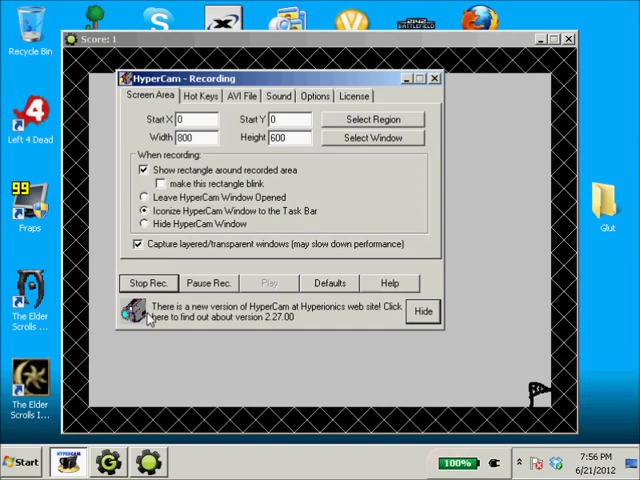 Recycle Bin
Score: 1
HyperCam - Recording
Screen Area
Hot Keys
AVI File
Sound
Options
License
Start X
0
Start Y
0
Select Region
Width
800
Height
600
Select Window
When recording:
Show rectangle around recorded area
make this rectangle blink
Leave HyperCam Window Opened
Iconize HyperCam Window to the Task Bar
Hide HyperCam Window
Capture layered/transparent windows (may slow down performance)
Stop Rec.
Pause Rec.
Play
Defaults
Help
There is a new version of HyperCam at Hyperionics web site! Click
here to find out about version 2.27.00
Hide
4
Left 4 Dead
99
Fraps
The Elder
Scrolls ...
The Elder
Scrolls I...
Glut
Start
HYPERCAM
100%
7:56 PM
6/21/2012